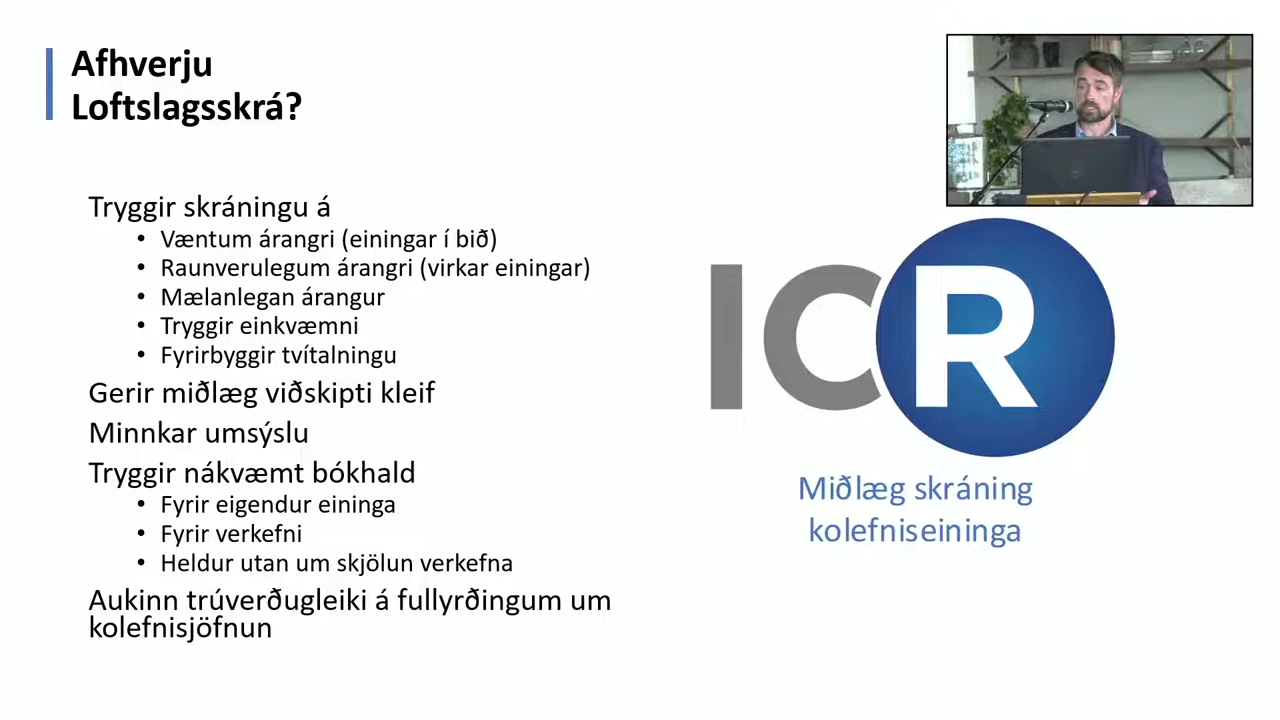 Afhverju
Loftslagsskrá?
Tryggir skráningu á
• Væntum árangri (einingar í bið)
• Raunverulegum árangri (virkar einingar)
• Mælanlegan árangur
• Tryggir einkvæmni
• Fyrirbyggir tvítalningu
Gerir miðlæg viðskipti kleif
Minnkar umsýslu
Tryggir nákvæmt bókhald
• Fyrir eigendur eininga
• Fyrir verkefni
• Heldur utan um skjölun verkefna
Aukinn trúverðugleiki á fullyrðingum um
kolefnisjöfnun
ICR
Miðlæg skráning
kolefniseininga